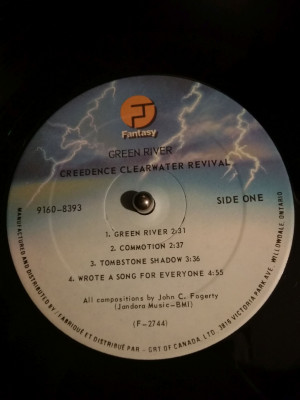 Fantasy
GREEN RIVER
CREEDENCE CLEARWATER REVIVAL
9160-8393
SIDE ONE
1. GREEN RIVER 2:31
2. COMMOTION 2:37
3. TOMBSTONE SHADOW 3:36
4. WROTE A SONG FOR EVERYONE 4:55
All compositions by John C. Fogerty
(Jondora Music-BMI)
(F-2744)
MANUFACTURED AND DISTRIBUTED BY / FABRIQUÉ ET DISTRIBUÉ PAR - GRT OF CANADA, LTD. 3816 VICTORIA PARK AVE. WILLOWDALE, ONTARIO